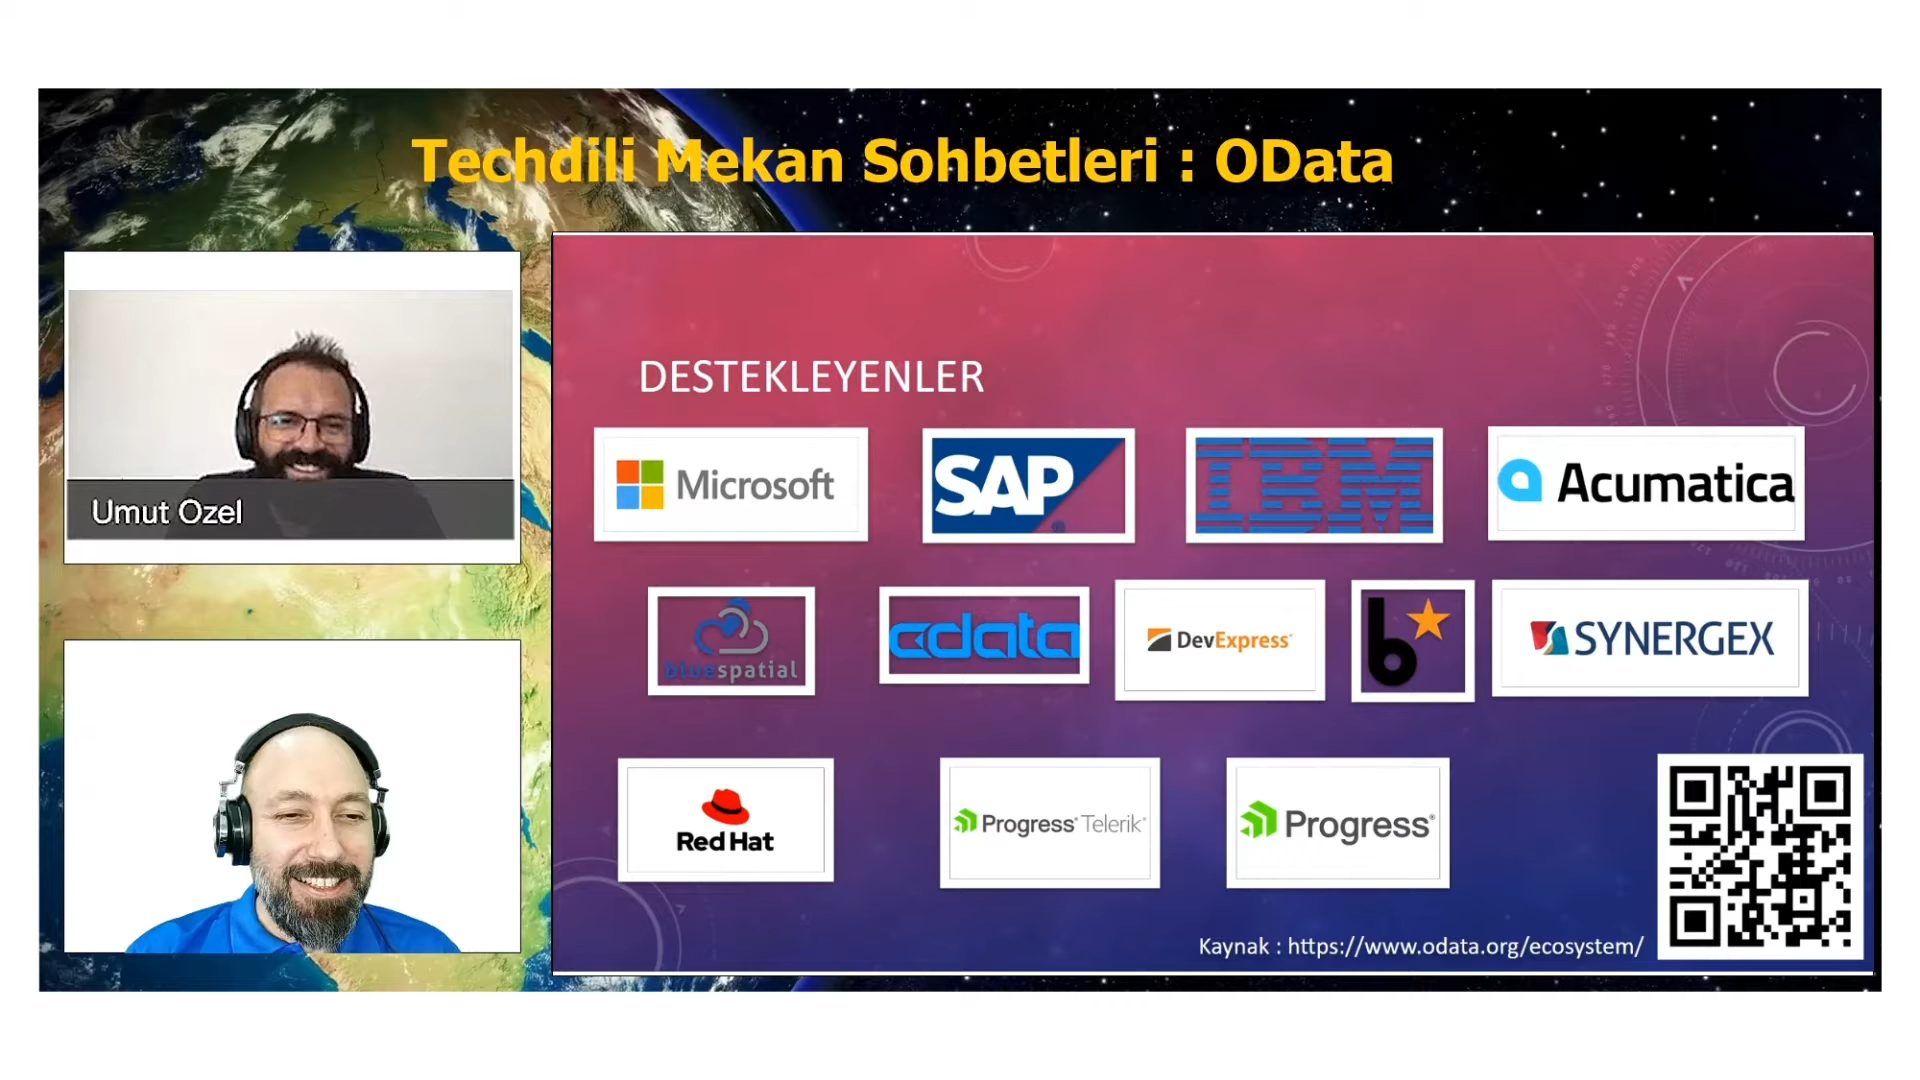 Techdili Mekan Sohbetleri : OData
Umut Ozel
DESTEKLEYENLER
Microsoft
SAP
IBM
Acumatica
bluespatial
cdata
DevExpress
b
SYNERGEX
Red Hat
Progress Telerik
Progress
Kaynak : https://www.odata.org/ecosystem/